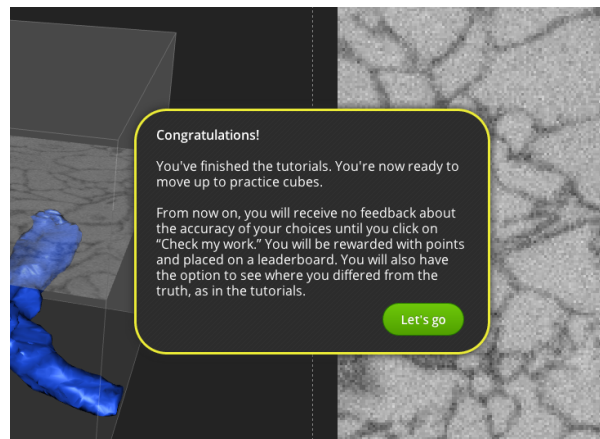 Congratulations!
You've finished the tutorials. You're now ready to
move up to practice cubes.
From now on, you will receive no feedback about
the accuracy of your choices until you click on
“Check my work.” You will be rewarded with points
and placed on a leaderboard. You will also have
the option to see where you differed from the
truth, as in the tutorials.
Let's go